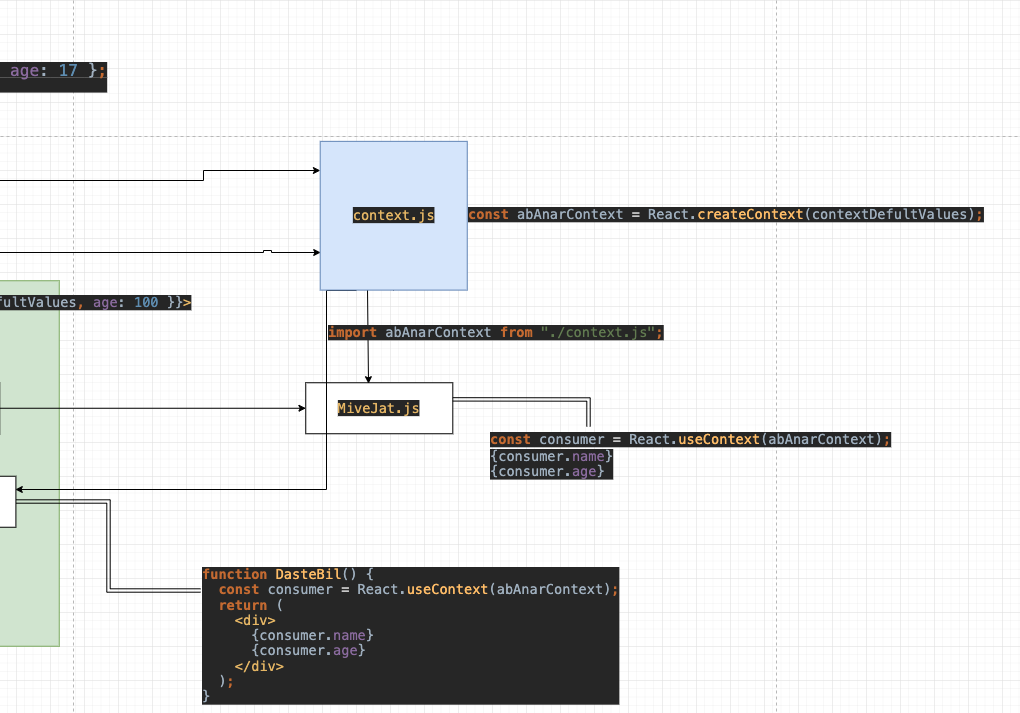 age: 17 };
context.js
const abAnarContext = React.createContext(contextDefultValues);
fultValues, age: 100 }}>
import abAnarContext from "./context.js";
MiveJat.js
const consumer = React.useContext(abAnarContext);
{consumer.name}
{consumer.age}
function DasteBil() {
const consumer = React.useContext(abAnarContext);
return (
<div>
{consumer.name}
{consumer.age}
</div>
);
}